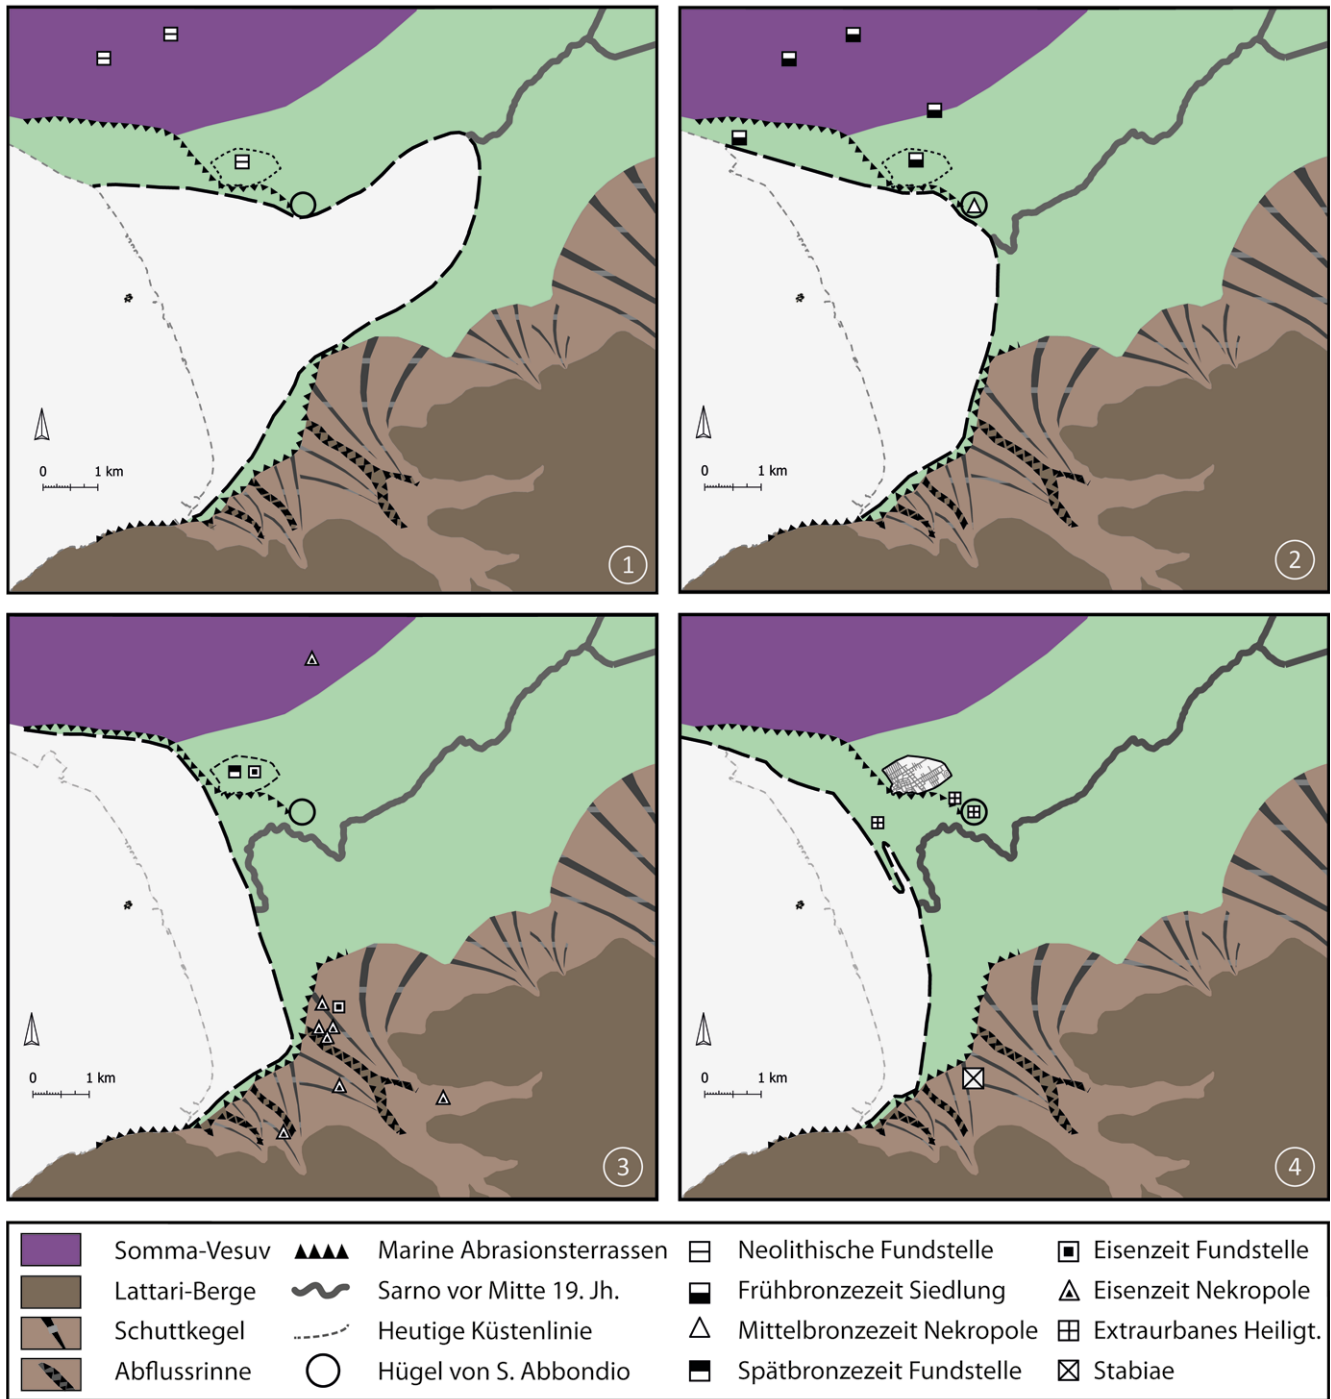 0 1 km
1
0 1 km
2
0 1 km
3
0 1 km
4
Somma-Vesuv
Lattari-Berge
Schuttkegel
Abflussrinne
Marine Abrasionsterrassen
Sarno vor Mitte 19. Jh.
Heutige Küstenlinie
Hügel von S. Abbondio
Neolithische Fundstelle
Frühbronzezeit Siedlung
Mittelbronzezeit Nekropole
Spätbronzezeit Fundstelle
Eisenzeit Fundstelle
Eisenzeit Nekropole
Extraurbanes Heiligt.
Stabiae